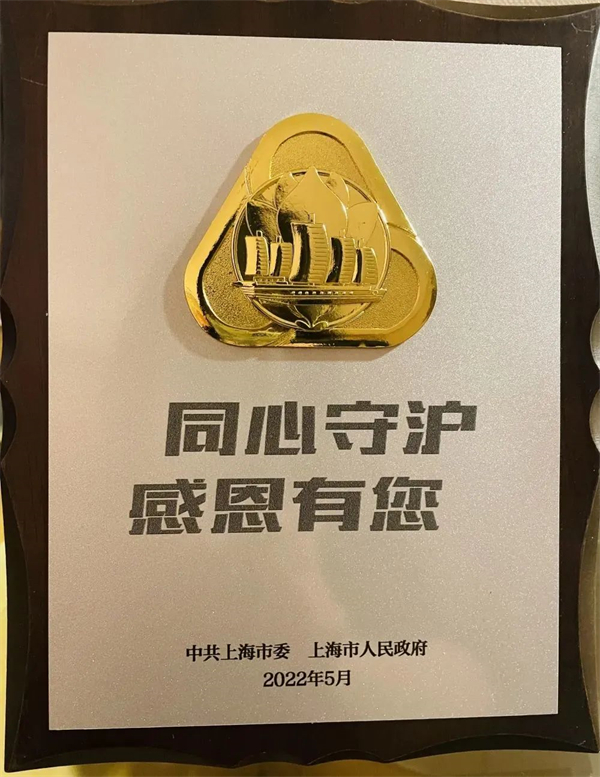 同心守沪
感恩有您
中共上海市委 上海市人民政府
2022年5月